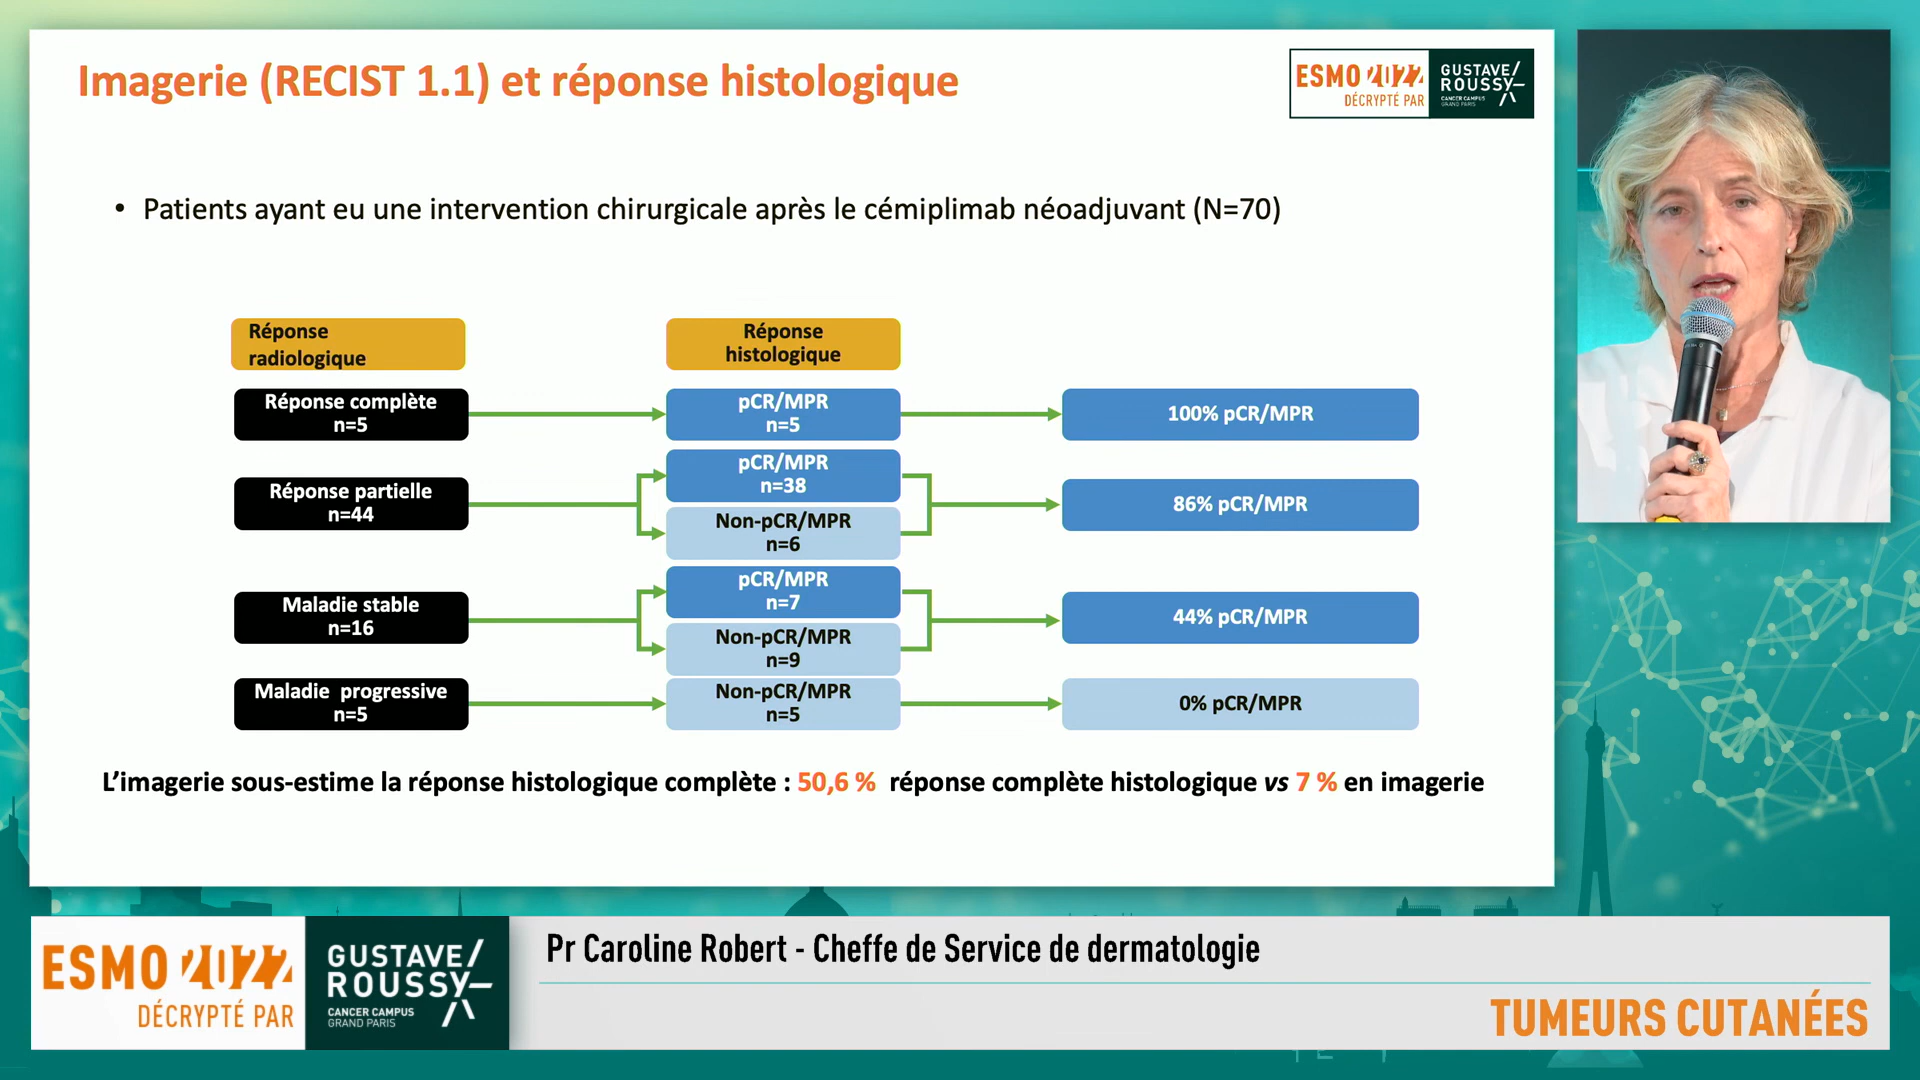 Imagerie (RECIST 1.1) et réponse histologique
ESMO 2022
DÉCRYPTÉ PAR
GUSTAVE/
ROUSSY
CANCER CAMPUS
GRAND PARIS
• Patients ayant eu une intervention chirurgicale après le cémiplimab néoadjuvant (N=70)
Réponse
radiologique
Réponse
histologique
Réponse complète
n=5
pCR/MPR
n=5
100% pCR/MPR
Réponse partielle
n=44
pCR/MPR
n=38
Non-pCR/MPR
n=6
86% pCR/MPR
Maladie stable
n=16
pCR/MPR
n=7
Non-pCR/MPR
n=9
44% pCR/MPR
Maladie progressive
n=5
Non-pCR/MPR
n=5
0% pCR/MPR
L’imagerie sous-estime la réponse histologique complète : 50,6 % réponse complète histologique vs 7 % en imagerie
ESMO 2022
DÉCRYPTÉ PAR
GUSTAVE/
ROUSSY
CANCER CAMPUS
GRAND PARIS
Pr Caroline Robert - Cheffe de Service de dermatologie
TUMEURS CUTANÉES